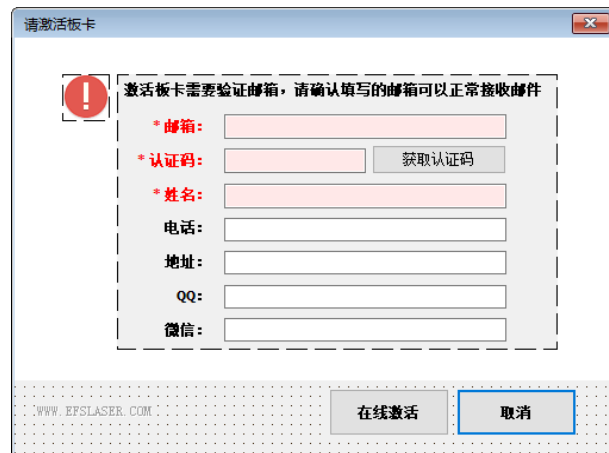 请激活板卡
激活板卡需要验证邮箱，请确认填写的邮箱可以正常接收邮件
*邮箱：
*认证码：
获取认证码
*姓名：
电话：
地址：
QQ：
微信：
WWW.EFSLASER.COM
在线激活
取消